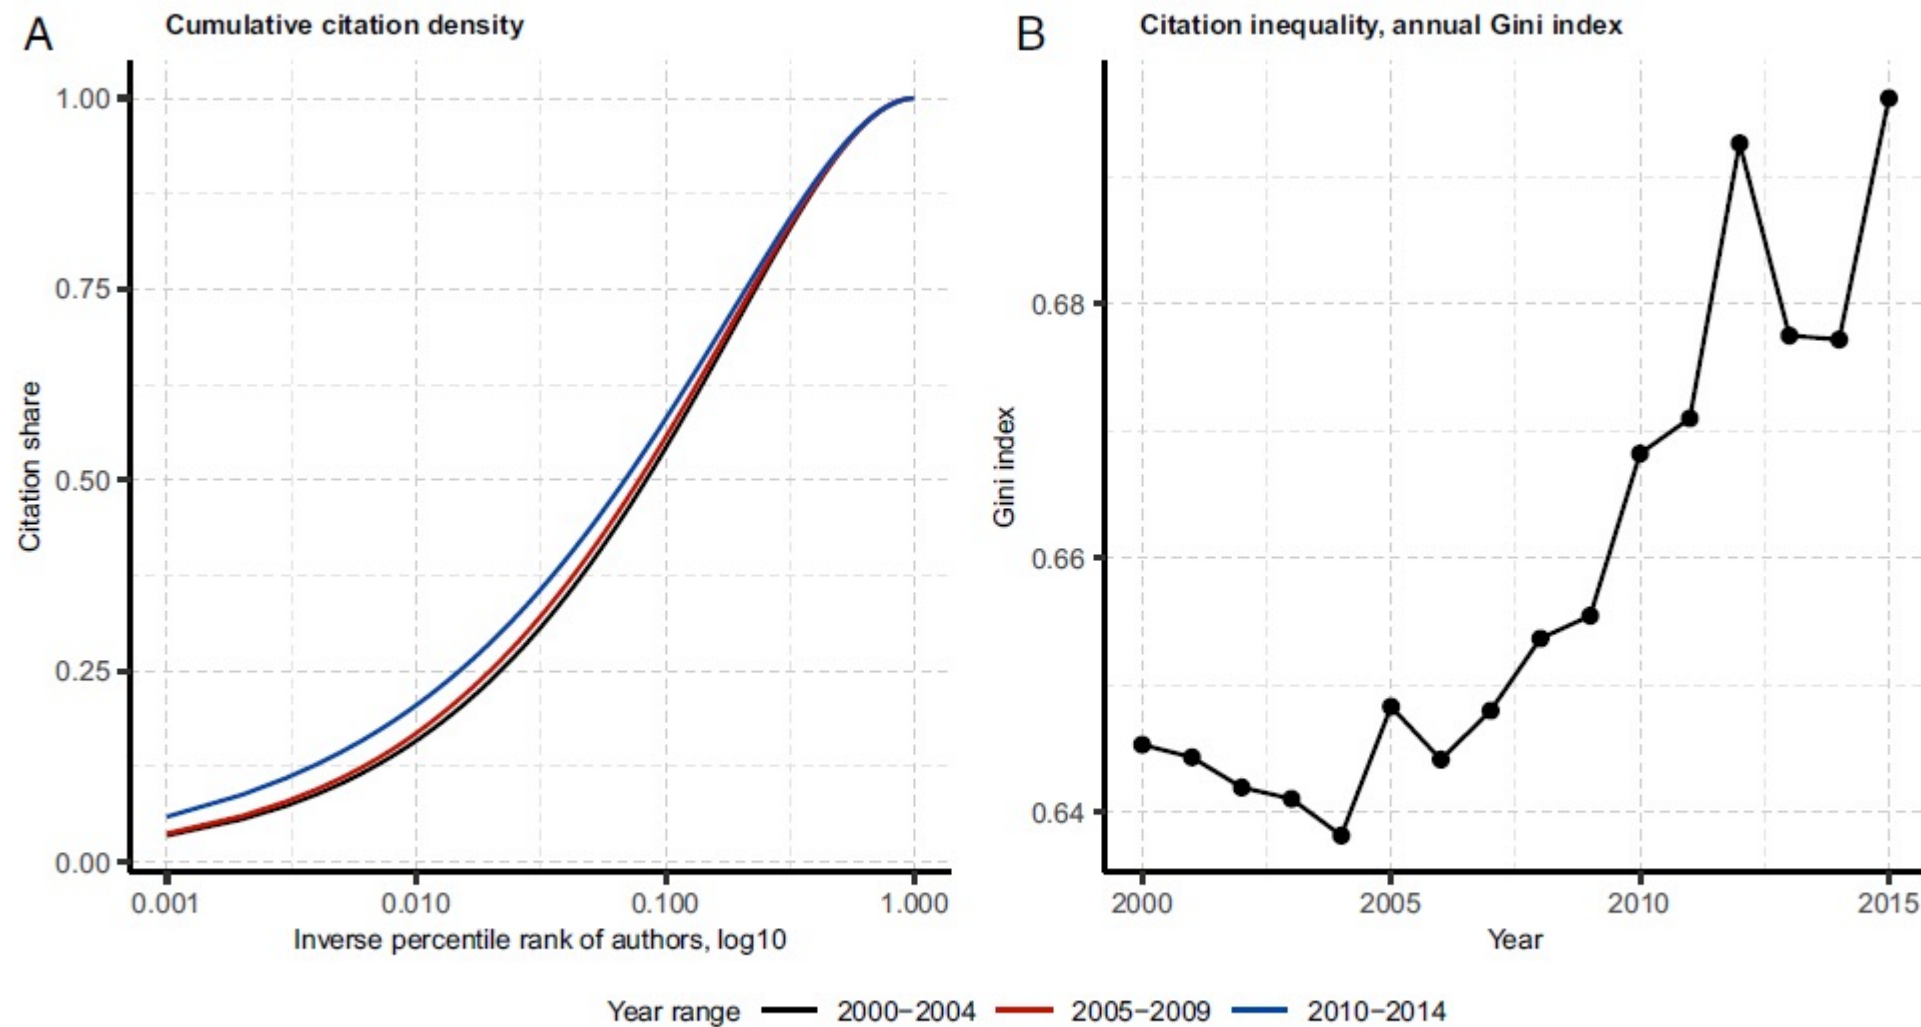 A
Cumulative citation density
1.00
0.75
0.50
0.25
0.00
Citation share
0.001 0.010 0.100 1.000
Inverse percentile rank of authors, log10
B
Citation inequality, annual Gini index
0.68
0.66
0.64
Gini index
2000 2005 2010 2015
Year
Year range 2000–2004 2005–2009 2010–2014